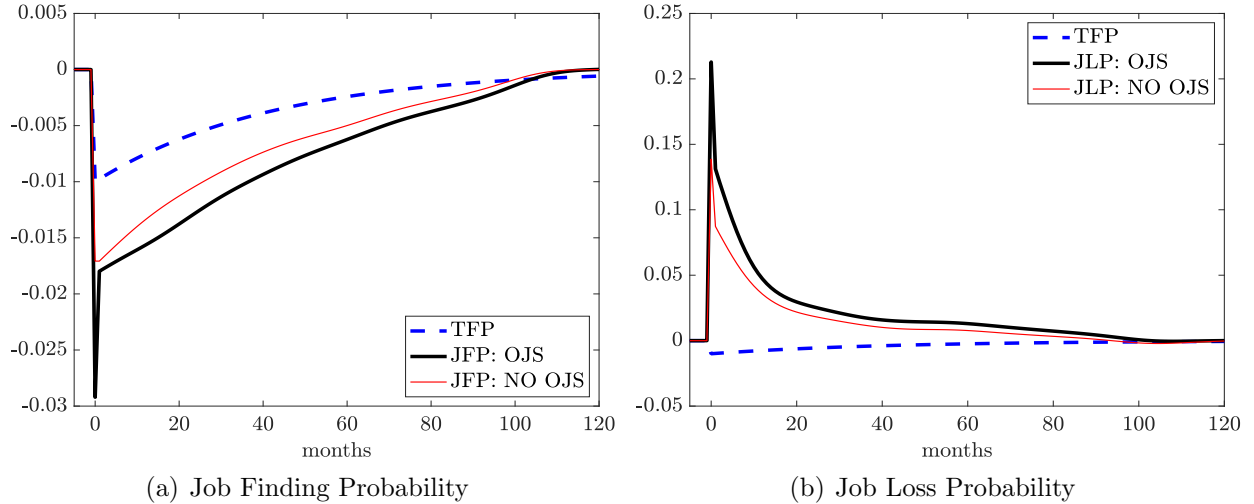 0.005
0
-0.005
-0.01
-0.015
-0.02
-0.025
-0.03
0 20 40 60 80 100 120
months
TFP
JFP: OJS
JFP: NO OJS
(a) Job Finding Probability
0.25
0.2
0.15
0.1
0.05
0
-0.05
0 20 40 60 80 100 120
months
TFP
JLP: OJS
JLP: NO OJS
(b) Job Loss Probability